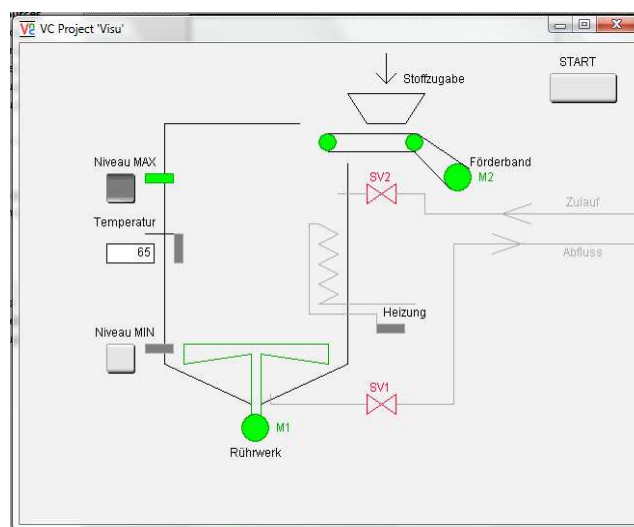 VC Project 'Visu'
START
Stoffzugabe
Niveau MAX
Förderband
M2
SV2
Zulauf
Temperatur
65
Abfluss
Heizung
Niveau MIN
SV1
M1
Rührwerk